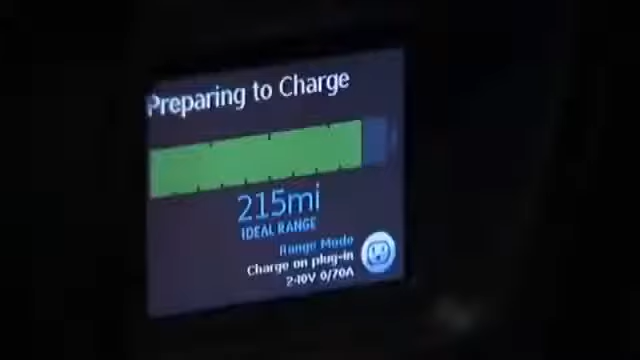 Preparing to Charge
215mi
IDEAL RANGE
Range Mode
Charge on plug-in
240V 0/70A